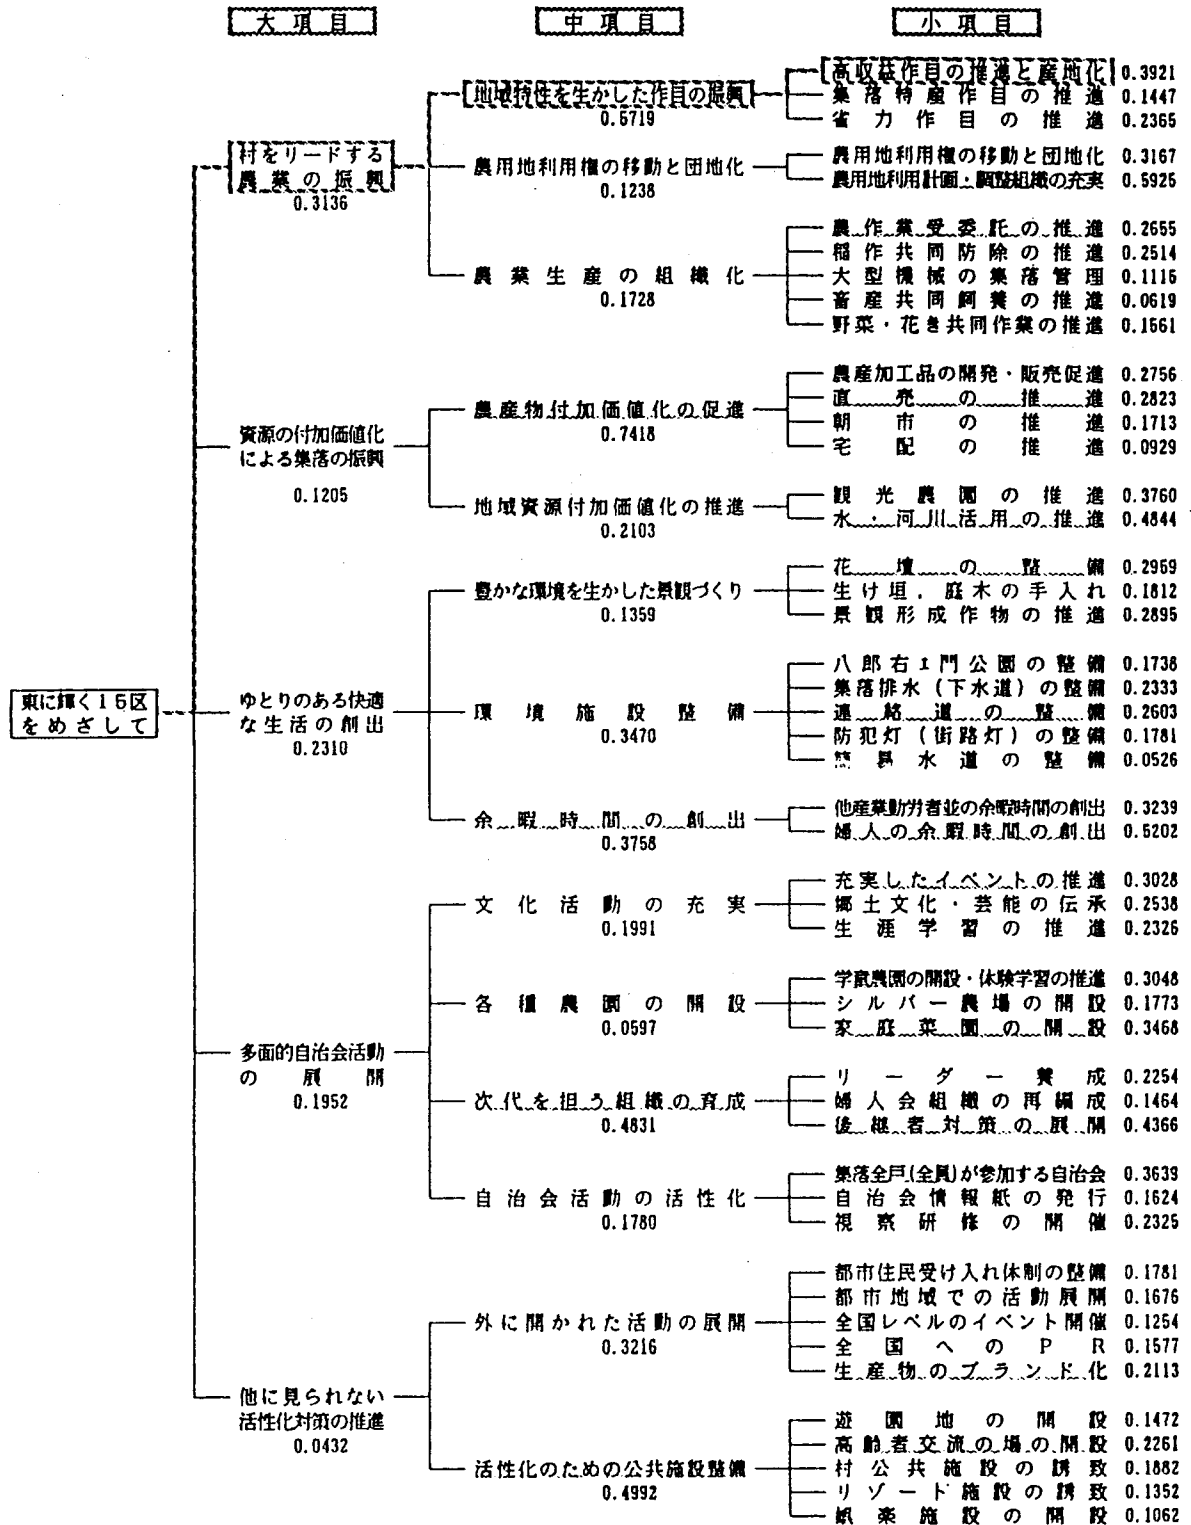 大項目
中項目
小項目
東に輝く15区
をめざして
村をリードする
農業の振興
0.3136
地域特性を生かした作目の振興
0.5719
高収益作目の推進と産地化 0.3921
集落特産作目の推進 0.1447
省力作目の推進 0.2365
農用地利用権の移動と団地化
0.1238
農用地利用権の移動と団地化 0.3167
農用地利用計画・調整組織の充実 0.5925
農業生産の組織化
0.1728
農作業受委託の推進 0.2655
稲作共同防除の推進 0.2514
大型機械の集落管理 0.1116
畜産共同飼養の推進 0.0619
野菜・花き共同作業の推進 0.1561
資源の付加価値化
による集落の振興
0.1205
農産物付加価値化の促進
0.7418
農産加工品の開発・販売促進 0.2756
直売の推進 0.2823
朝市の推進 0.1713
宅配の推進 0.0929
地域資源付加価値化の推進
0.2103
観光農園の推進 0.3760
水・河川活用の推進 0.4844
ゆとりのある快適
な生活の創出
0.2310
豊かな環境を生かした景観づくり
0.1359
花壇の整備 0.2959
生け垣，庭木の手入れ 0.1812
景観形成作物の推進 0.2895
環境施設整備
0.3470
八郎右エ門公園の整備 0.1738
集落排水（下水道）の整備 0.2333
連絡道の整備 0.2603
防犯灯（街路灯）の整備 0.1781
簡易水道の整備 0.0526
余暇時間の創出
0.3758
他産業動労者並の余暇時間の創出 0.3239
婦人の余暇時間の創出 0.5202
多面的自治会活動
の展開
0.1952
文化活動の充実
0.1991
充実したイベントの推進 0.3028
郷土文化・芸能の伝承 0.2538
生涯学習の推進 0.2326
各種農園の開設
0.0597
学童農園の開設・体験学習の推進 0.3048
シルバー農場の開設 0.1773
家庭菜園の開設 0.3468
次代を担う組織の育成
0.4831
リーダー養成 0.2254
婦人会組織の再編成 0.1464
後継者対策の展開 0.4366
自治会活動の活性化
0.1780
集落全戸(全員)が参加する自治会 0.3639
自治会情報紙の発行 0.1624
視察研修の開催 0.2325
他に見られない
活性化対策の推進
0.0432
外に開かれた活動の展開
0.3216
都市住民受け入れ体制の整備 0.1781
都市地域での活動展開 0.1676
全国レベルのイベント開催 0.1254
全国へのPR 0.1577
生産物のブランド化 0.2113
活性化のための公共施設整備
0.4992
遊園地の開設 0.1472
高齢者交流の場の開設 0.2261
村公共施設の誘致 0.1882
リゾート施設の誘致 0.1352
娯楽施設の開設 0.1062